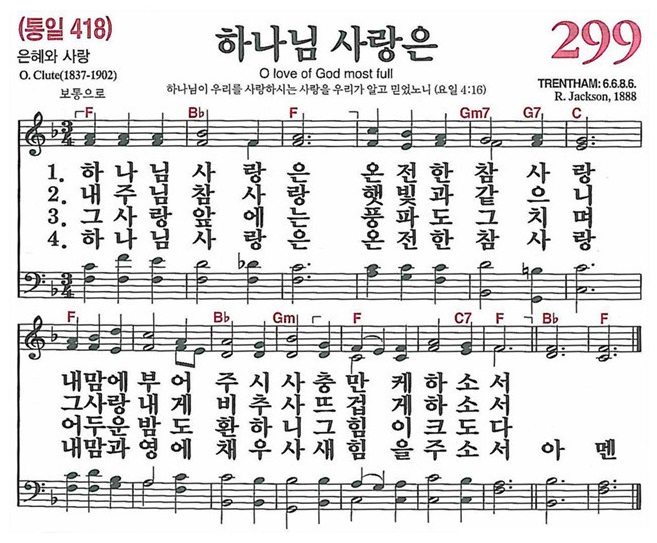 (통일 418)
하나님 사랑은
299
은혜와 사랑
O. Clute(1837-1902)
O love of God most full
TRENTHAM: 6.6.8.6.
R. Jackson, 1888
보통으로
하나님이 우리를 사랑하시는 사랑을 우리가 알고 믿었노니 (요일 4:16)
F B♭ F Gm7 G7 C
1. 하나님 사랑은 온전한 참 사랑
2. 내 주님 참 사랑 햇빛과 같으니
3. 그 사랑 앞에는 풍파도 그치며
4. 하나님 사랑은 온전한 참 사랑
F B♭ Gm F C7 F B♭ F
내 맘에 부어 주시사 충만케 하소서
그 사랑 내게 비추사 뜨겁게 하소서
어두운 밤도 환하니 그 힘이 크도다
내 맘과 영에 채우사 새 힘을 주소서 아멘